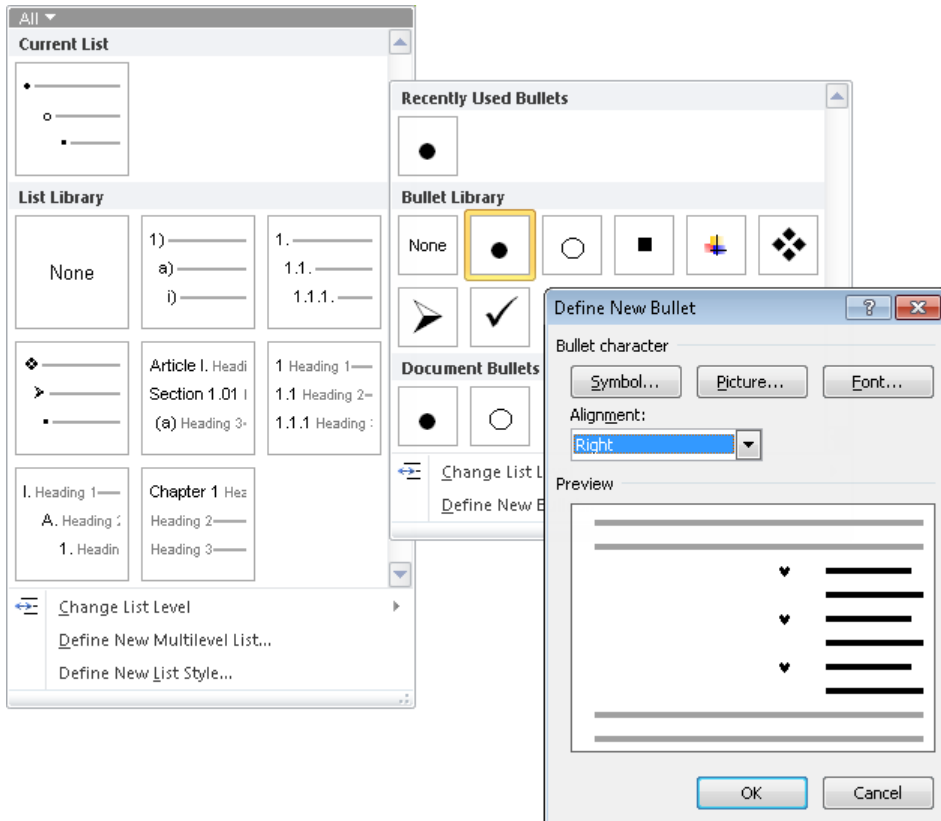 All
Current List
List Library
None
1)
a)
i)
1.
1.1.
1.1.1.
Article I. Headi
Section 1.01
(a) Heading 3
1 Heading 1
1.1 Heading 2
1.1.1 Heading
I. Heading 1
A. Heading 2
1. Headin
Chapter 1 Hea
Heading 2
Heading 3
Change List Level
Define New Multilevel List...
Define New List Style...
Recently Used Bullets
Bullet Library
None
Document Bullets
Change List L
Define New B
Define New Bullet
Bullet character
Symbol...
Picture...
Font...
Alignment:
Right
Preview
OK
Cancel